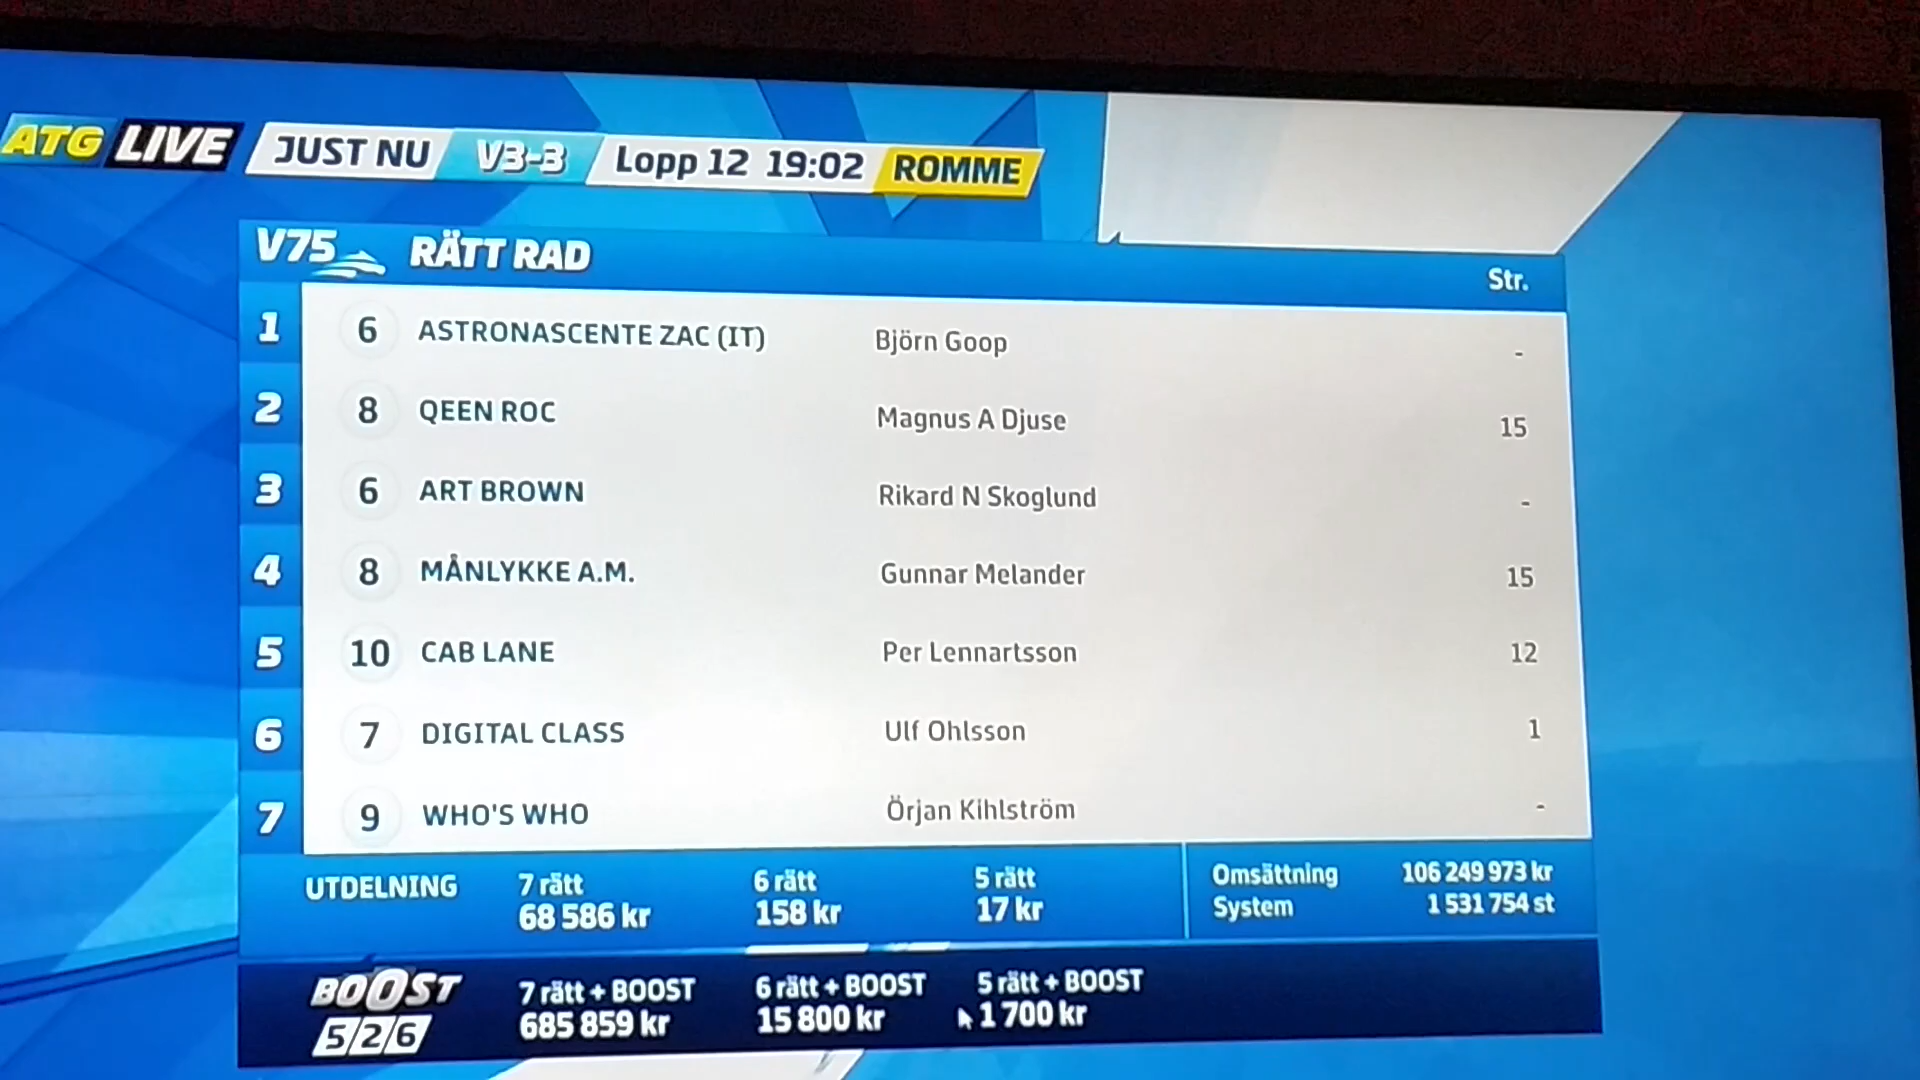 ATG LIVE JUST NU V3-3 Lopp 12 19:02 ROMME
V75 RÄTT RAD Str.
1 6 ASTRONASCENTE ZAC (IT) Björn Goop -
2 8 QEEN ROC Magnus A Djuse 15
3 6 ART BROWN Rikard N Skoglund -
4 8 MÅNLYKKE A.M. Gunnar Melander 15
5 10 CAB LANE Per Lennartsson 12
6 7 DIGITAL CLASS Ulf Ohlsson 1
7 9 WHO'S WHO Örjan Kihlström -
UTDELNING 7 rätt 6 rätt 5 rätt Omsättning 106 249 973 kr
68 586 kr 158 kr 17 kr System 1 531 754 st
BOOST 7 rätt + BOOST 6 rätt + BOOST 5 rätt + BOOST
526 685 859 kr 15 800 kr 1 700 kr